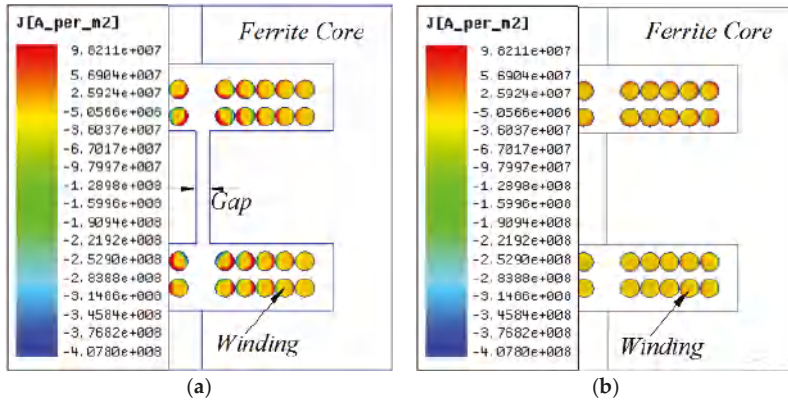 J[A_per_m2]
9.8211e+007
5.6904e+007
2.5924e+007
-5.0566e+006
-3.6037e+007
-6.7017e+007
-9.7997e+007
-1.2898e+008
-1.5996e+008
-1.9094e+008
-2.2192e+008
-2.5290e+008
-2.8388e+008
-3.1486e+008
-3.4584e+008
-3.7682e+008
-4.0780e+008
Ferrite Core
Gap
Winding
(a)
J[A_per_m2]
9.8211e+007
5.6904e+007
2.5924e+007
-5.0566e+006
-3.6037e+007
-6.7017e+007
-9.7997e+007
-1.2898e+008
-1.5996e+008
-1.9094e+008
-2.2192e+008
-2.5290e+008
-2.8388e+008
-3.1486e+008
-3.4584e+008
-3.7682e+008
-4.0780e+008
Ferrite Core
Winding
(b)